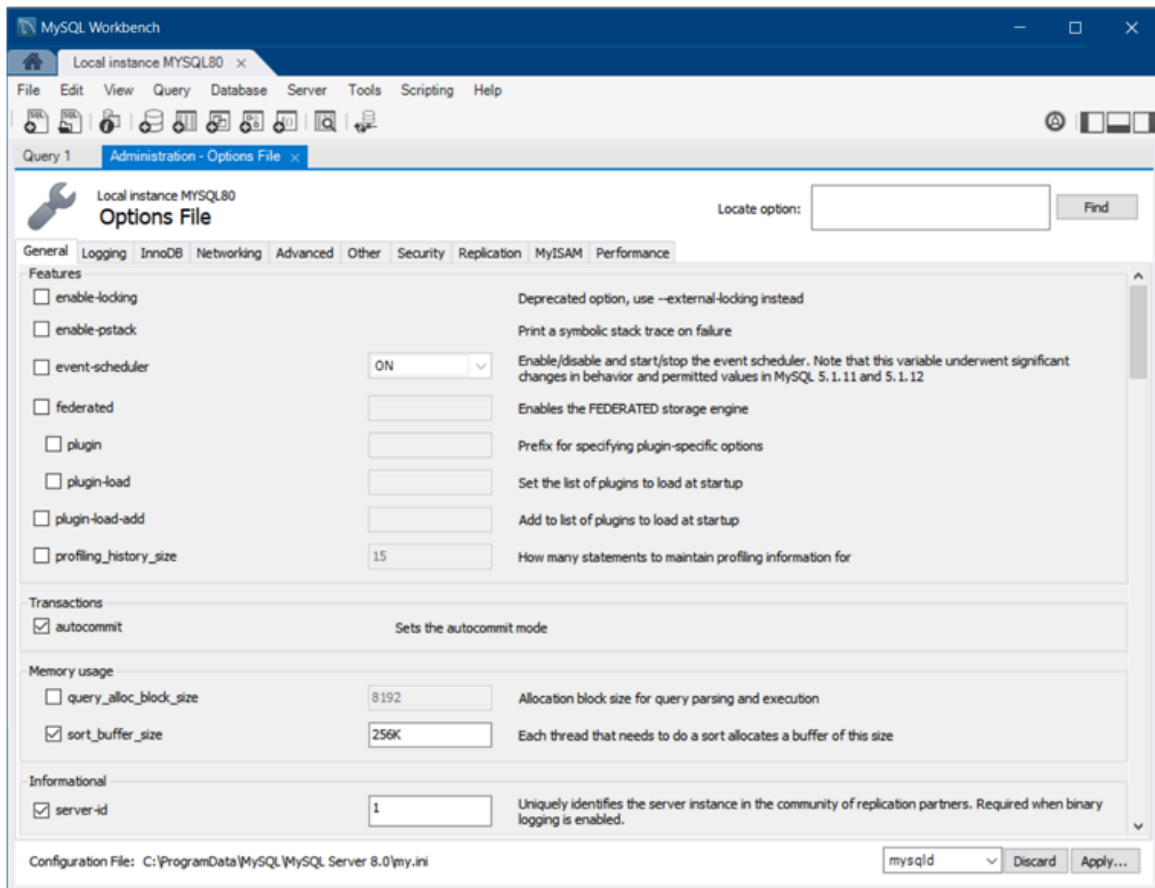 MySQL Workbench
Local instance MYSQL80 ×
File Edit View Query Database Server Tools Scripting Help
Query 1 Administration - Options File ×
Local instance MYSQL80
Options File
Locate option: Find
General Logging InnoDB Networking Advanced Other Security Replication MyISAM Performance
Features
enable-locking Deprecated option, use --external-locking instead
enable-pstack Print a symbolic stack trace on failure
event-scheduler ON Enable/disable and start/stop the event scheduler. Note that this variable underwent significant
changes in behavior and permitted values in MySQL 5.1.11 and 5.1.12
federated Enables the FEDERATED storage engine
plugin Prefix for specifying plugin-specific options
plugin-load Set the list of plugins to load at startup
plugin-load-add Add to list of plugins to load at startup
profiling_history_size 15 How many statements to maintain profiling information for
Transactions
autocommit Sets the autocommit mode
Memory usage
query_alloc_block_size 8192 Allocation block size for query parsing and execution
sort_buffer_size 256K Each thread that needs to do a sort allocates a buffer of this size
Informational
server-id 1 Uniquely identifies the server instance in the community of replication partners. Required when binary
logging is enabled.
Configuration File: C:\ProgramData\MySQL\MySQL Server 8.0\my.ini mysqld Discard Apply...